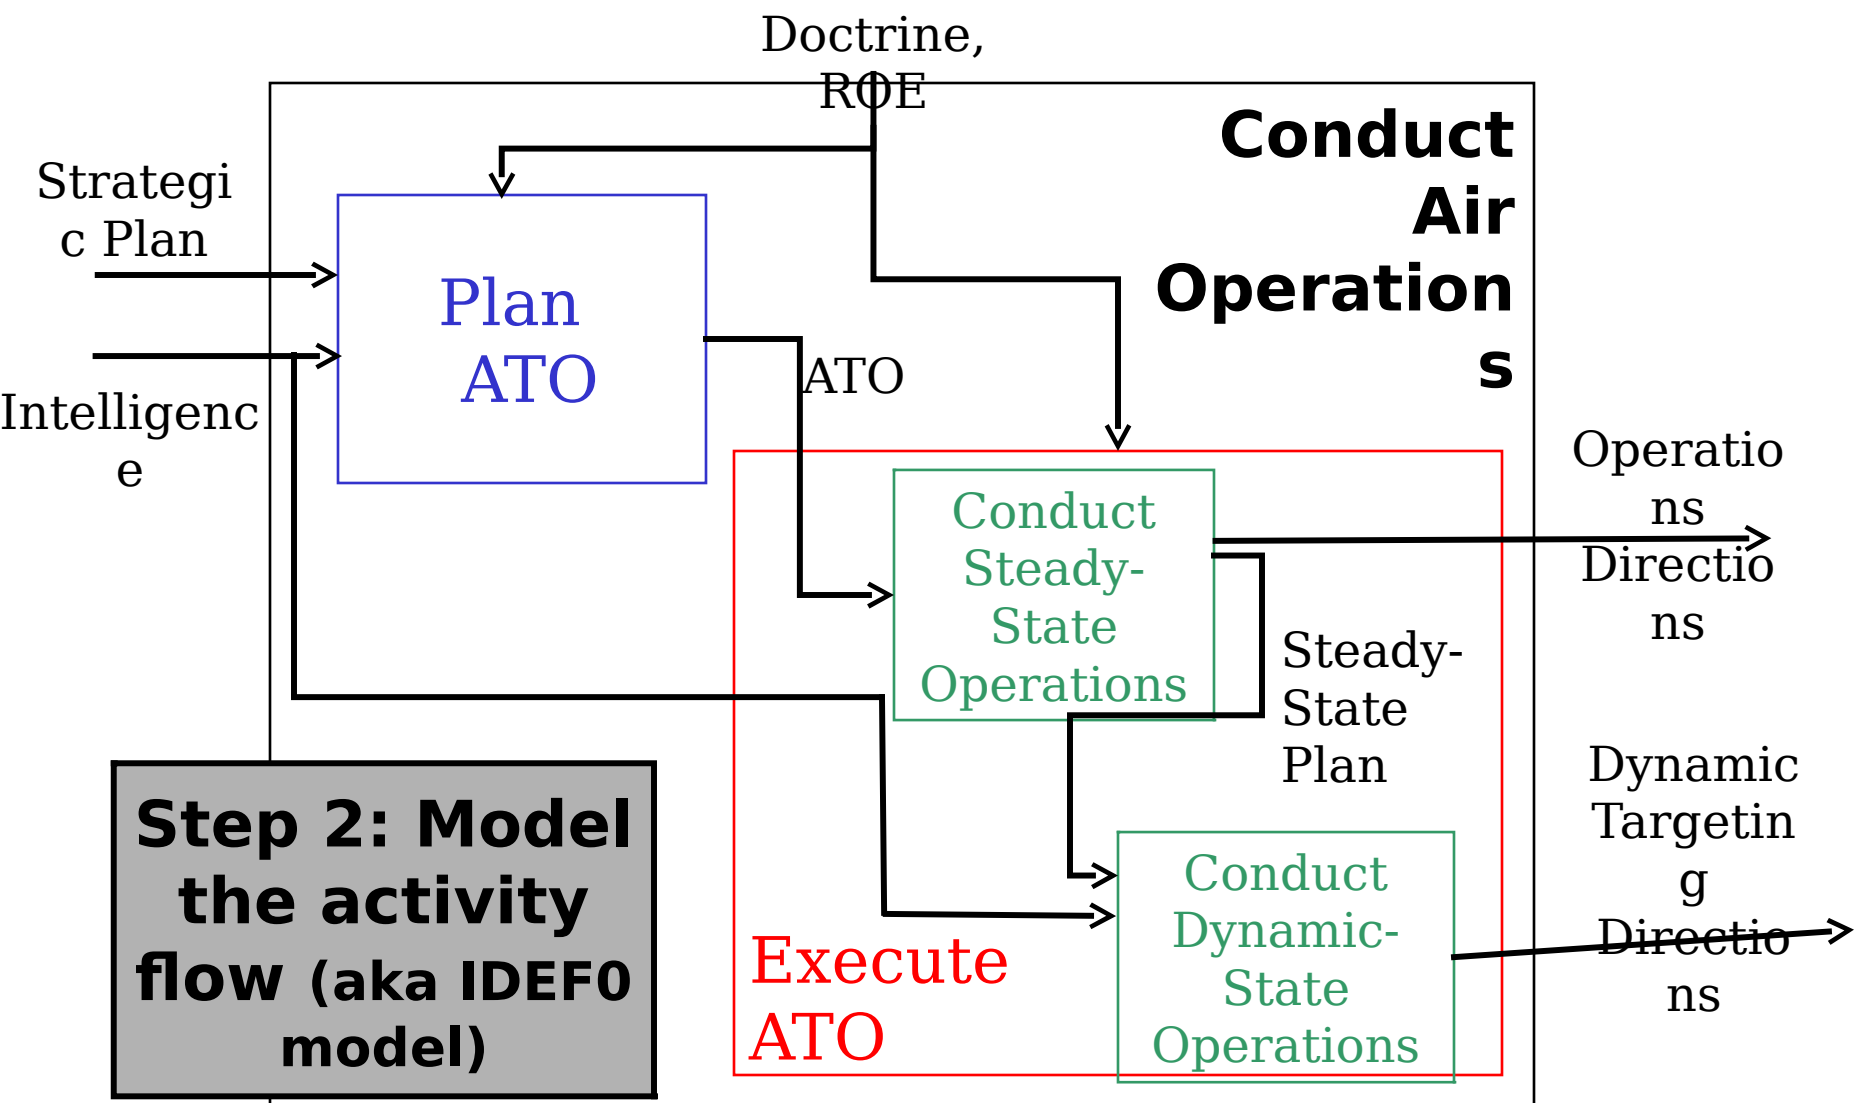 Doctrine,
ROE
Conduct
Air
Operation
s
Strategi
c Plan
Plan
ATO
ATO
Intelligenc
e
Operatio
ns
Directio
ns
Conduct
Steady-
State
Operations
Steady-
State
Plan
Dynamic
Targetin
g
Directio
ns
Step 2: Model
the activity
flow (aka IDEF0
model)
Execute
ATO
Conduct
Dynamic-
State
Operations